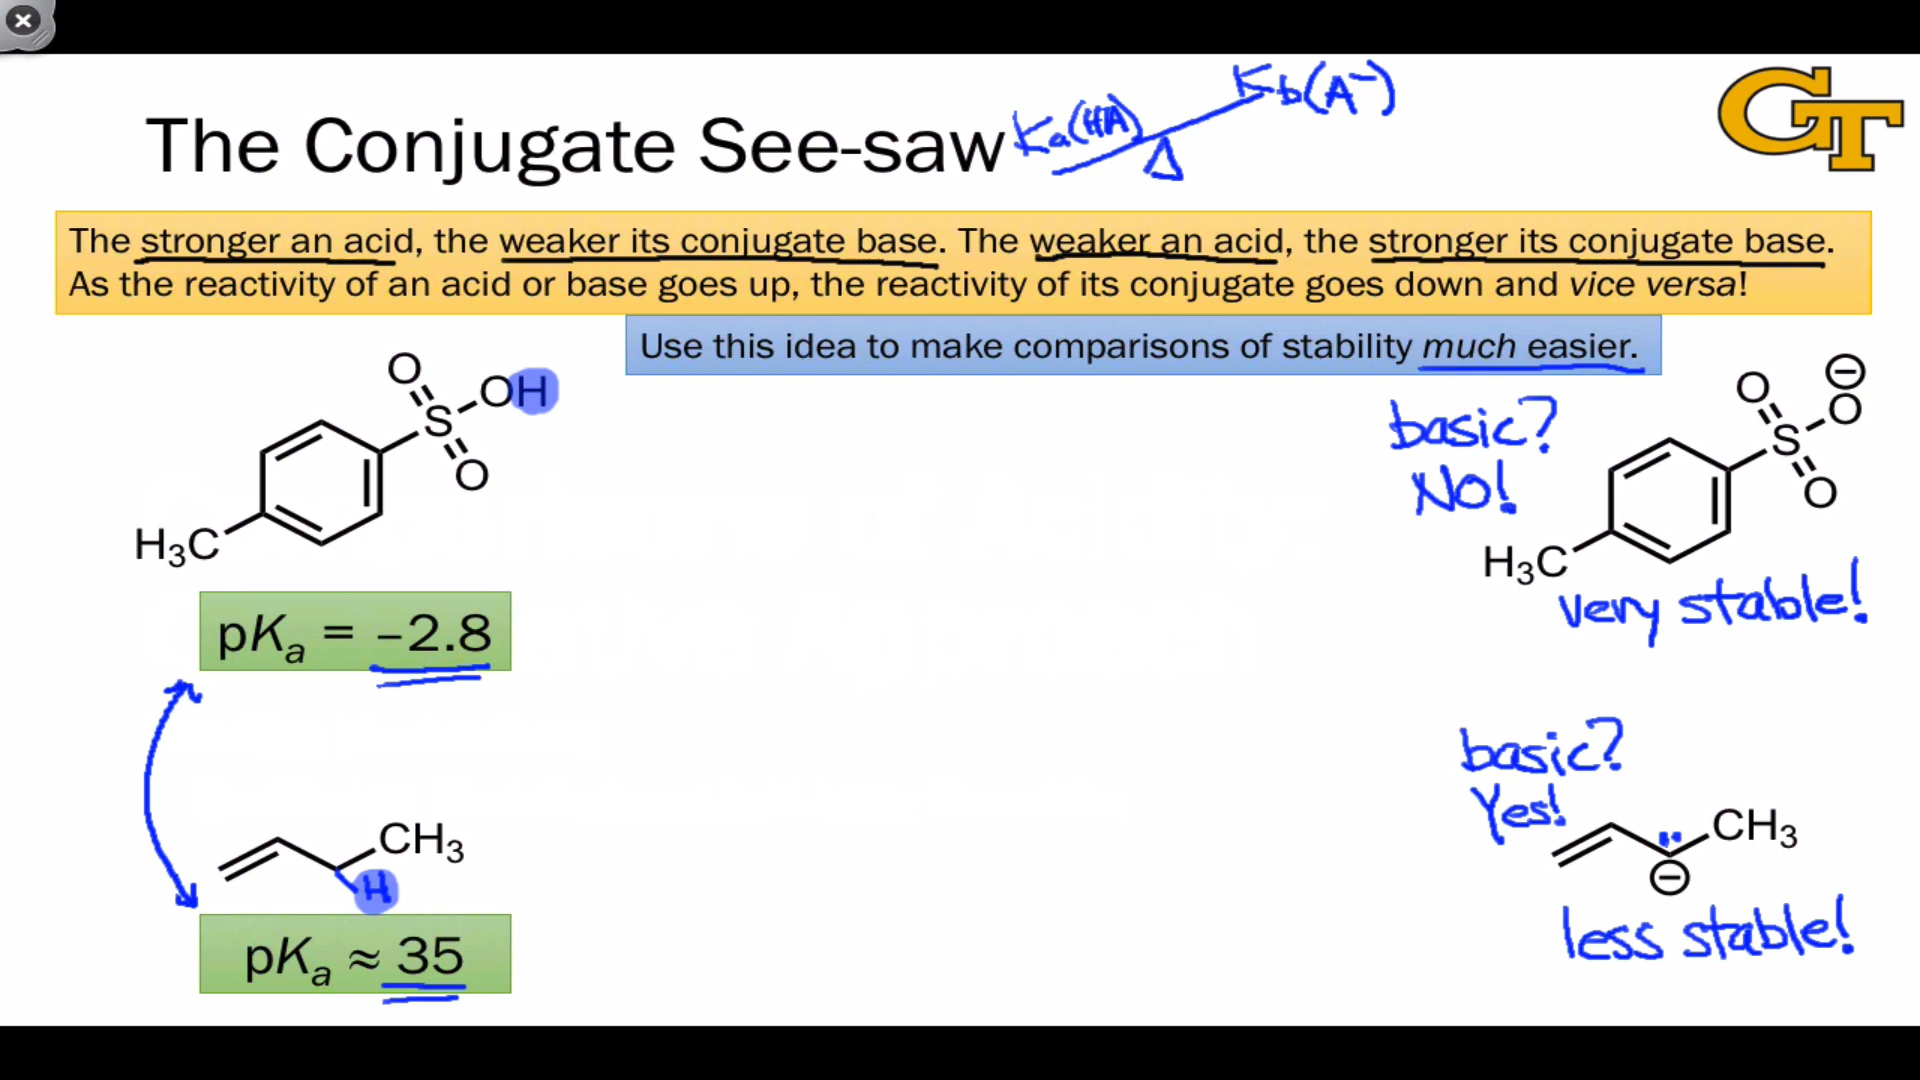 The Conjugate See-saw
Ka(HA) Kb(A⁻)
GT
The stronger an acid, the weaker its conjugate base. The weaker an acid, the stronger its conjugate base.
As the reactivity of an acid or base goes up, the reactivity of its conjugate goes down and vice versa!
Use this idea to make comparisons of stability much easier.
O
S
OH
O
H₃C
pKₐ = –2.8
basic?
No!
O
⊖
O
S
O
H₃C
very stable!
CH₃
H
pKₐ ≈ 35
basic?
Yes!
CH₃
⊖
less stable!